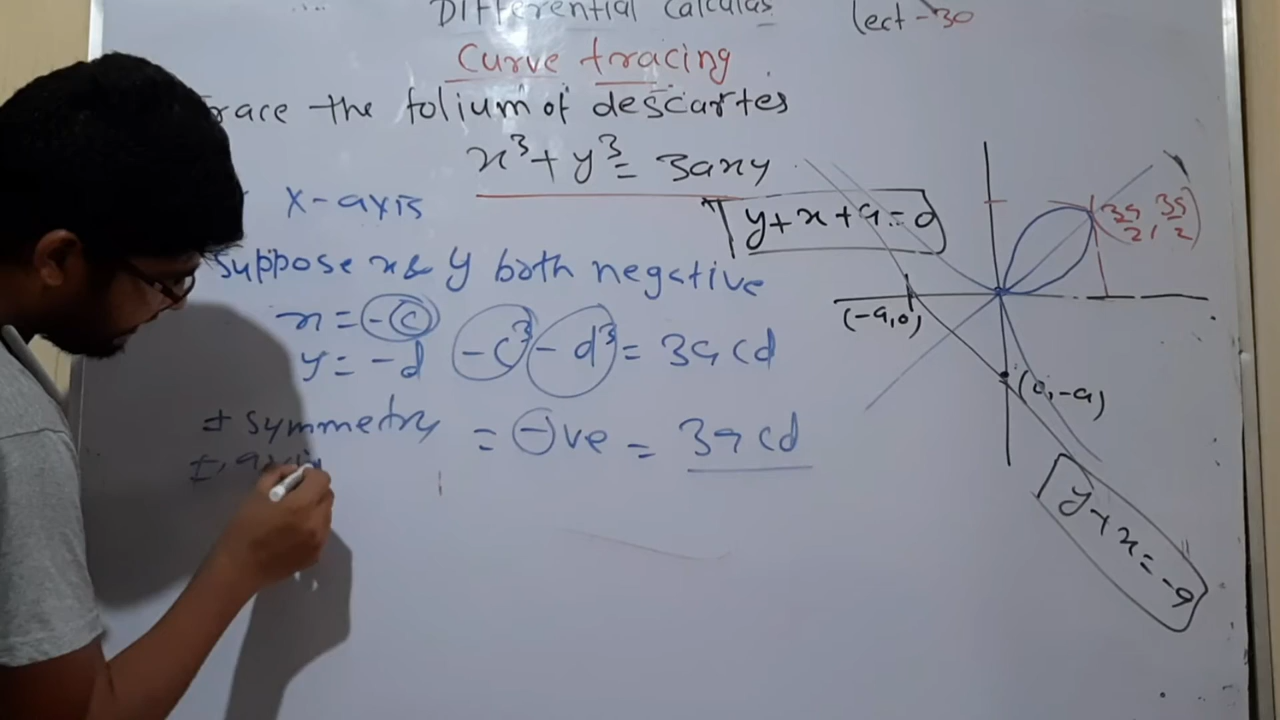 Differential Calculus
Lect-30
Curve tracing
Trace the folium of descartes
x³+y³=3axy
X-axis
Suppose x & y both negative
x = -c
y = -d
-c³ - d³ = 3acd
± symmetry = -ve = 3acd
y+x+a=0
(3a/2, 3a/2)
(-a,0)
(0,-a)
y+x=-a